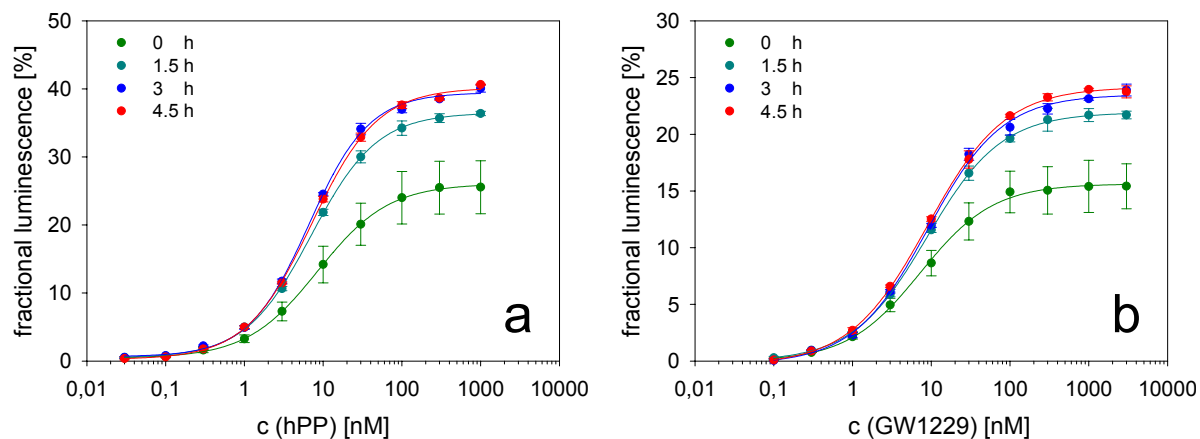 fractional luminescence [%]
50
40
30
20
10
0
0 h
1.5 h
3 h
4.5 h
a
0,01 0,1 1 10 100 1000 10000
c (hPP) [nM]
fractional luminescence [%]
30
25
20
15
10
5
0
0 h
1.5 h
3 h
4.5 h
b
0,01 0,1 1 10 100 1000 10000
c (GW1229) [nM]